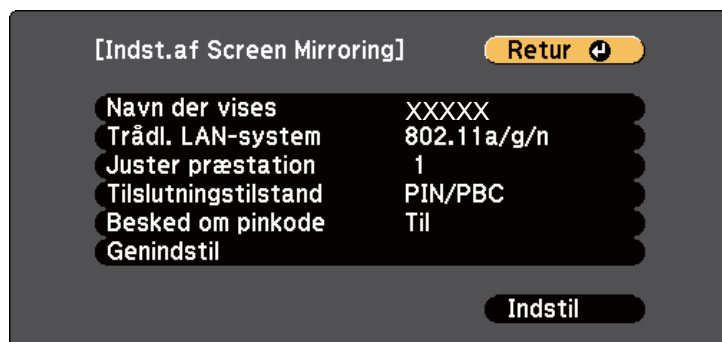 [Indst.af Screen Mirroring] Retur
Navn der vises XXXXX
Trådl. LAN-system 802.11a/g/n
Juster præstation 1
Tilslutningstilstand PIN/PBC
Besked om pinkode Til
Genindstil
Indstil